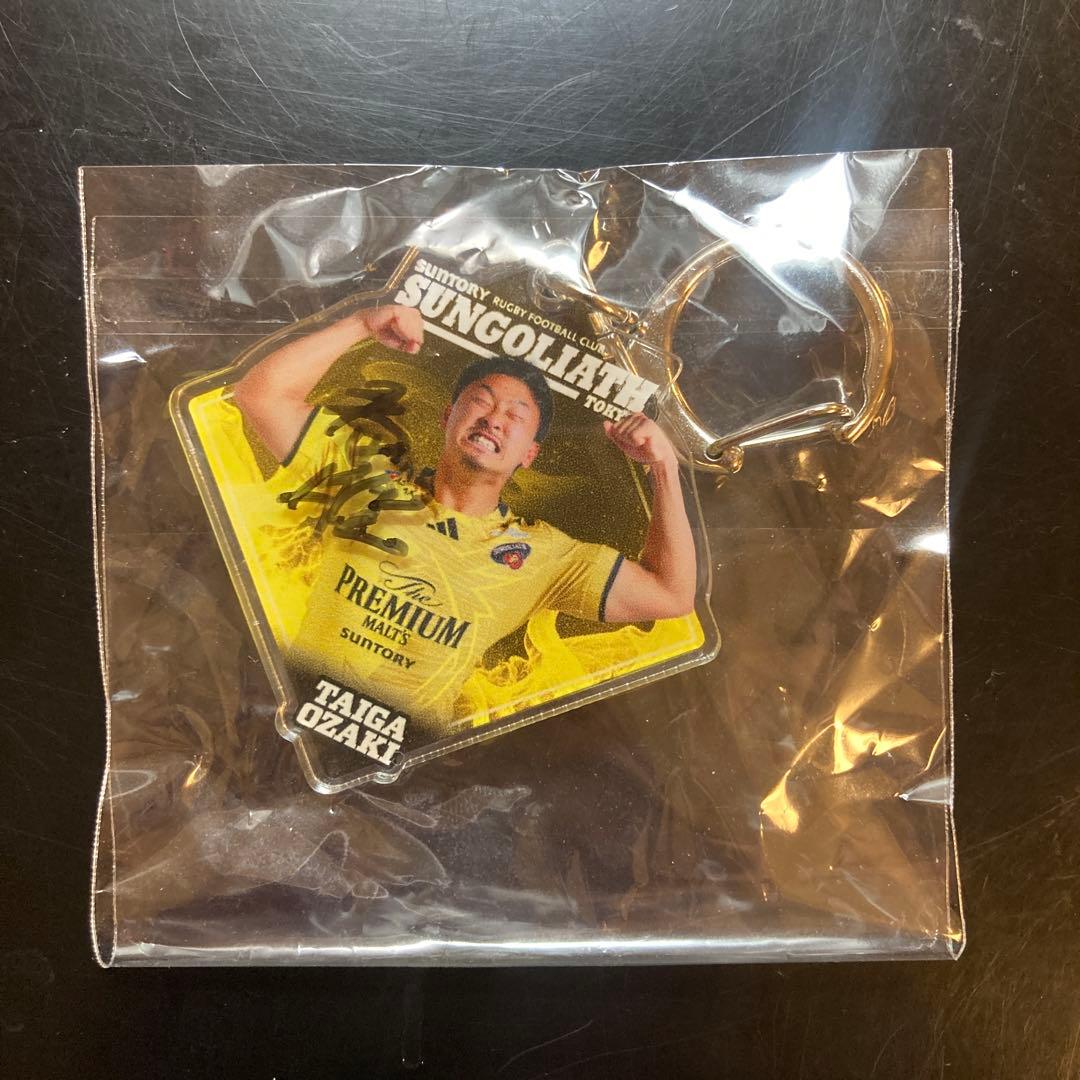 SUNTORY RUGBY FOOTBALL CLUB
SUNGOLIATH
TOKYO
The
PREMIUM
MALT'S
SUNTORY
TAIGA
OZAKI